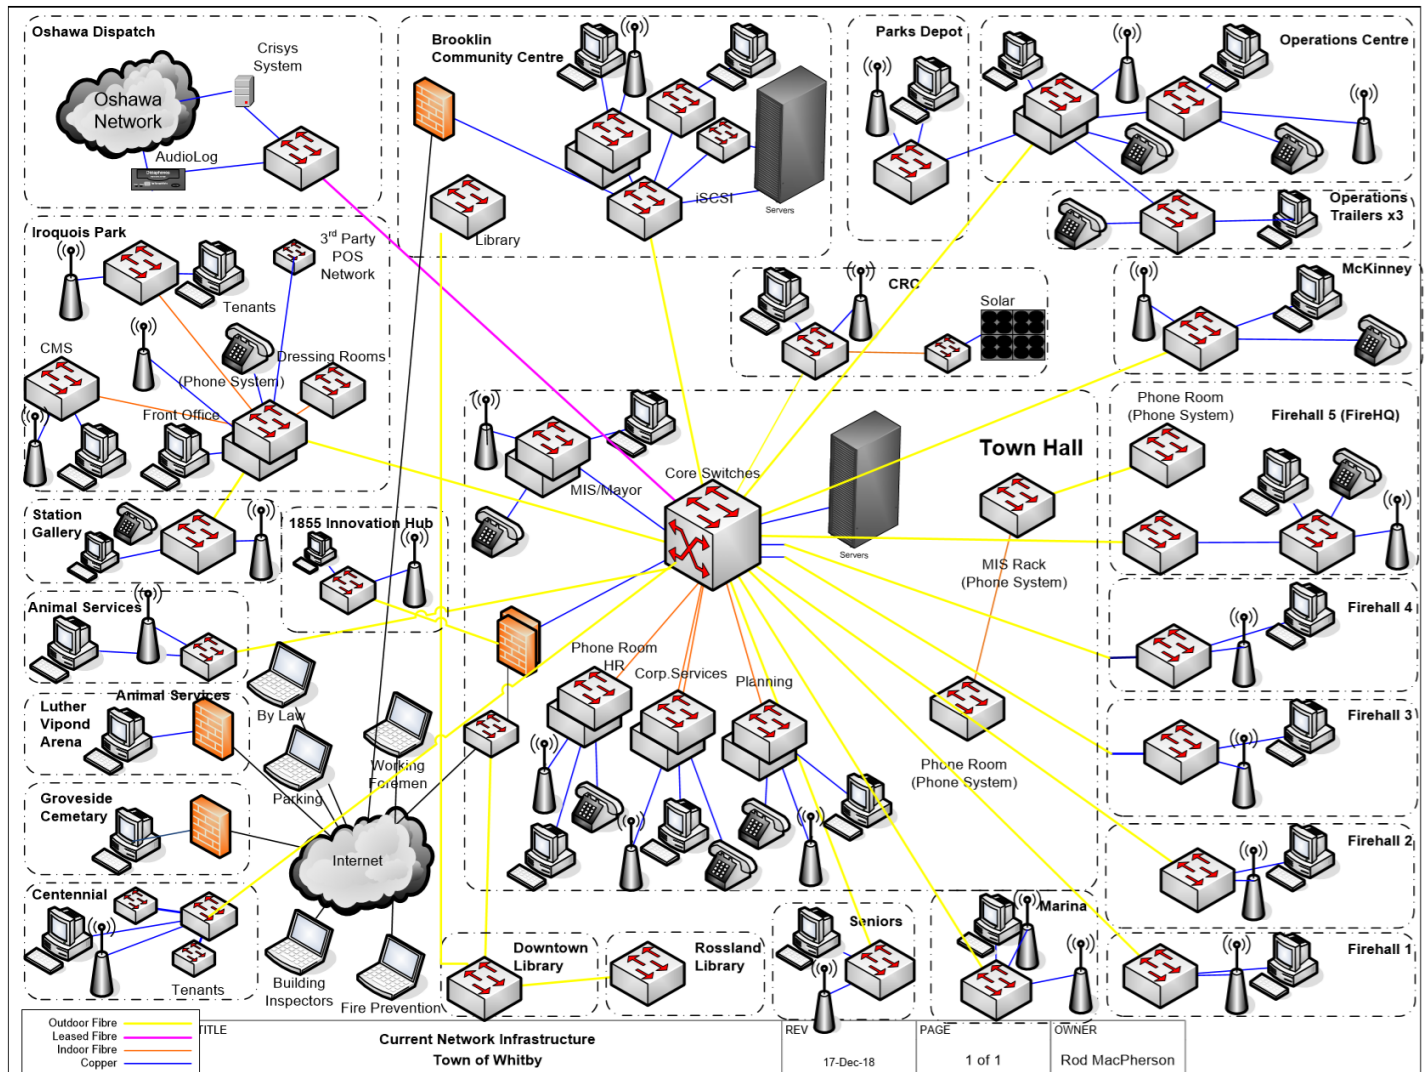 Oshawa Dispatch
Crisys
System
Oshawa
Network
AudioLog
Brooklin
Community Centre
Library
iSCSI
Servers
Parks Depot
Operations Centre
Operations
Trailers x3
Iroquois Park
3rd Party
POS
Network
Tenants
CMS
(Phone System)
Dressing Rooms
Front Office
CRC
Solar
McKinney
Phone Room
(Phone System)
Firehall 5 (FireHQ)
Town Hall
Core Switches
MIS/Mayor
Servers
MIS Rack
(Phone System)
Station
Gallery
1855 Innovation Hub
Animal Services
Animal Services
By Law
Luther
Vipond
Arena
Parking
Working
Foremen
Phone Room
HR
Corp.Services
Planning
Phone Room
(Phone System)
Firehall 4
Firehall 3
Firehall 2
Firehall 1
Groveside
Cemetary
Internet
Centennial
Tenants
Building
Inspectors
Fire Prevention
Downtown
Library
Rossland
Library
Seniors
Marina
Outdoor Fibre
Leased Fibre
Indoor Fibre
Copper
TITLE
Current Network Infrastructure
Town of Whitby
REV
17-Dec-18
PAGE
1 of 1
OWNER
Rod MacPherson